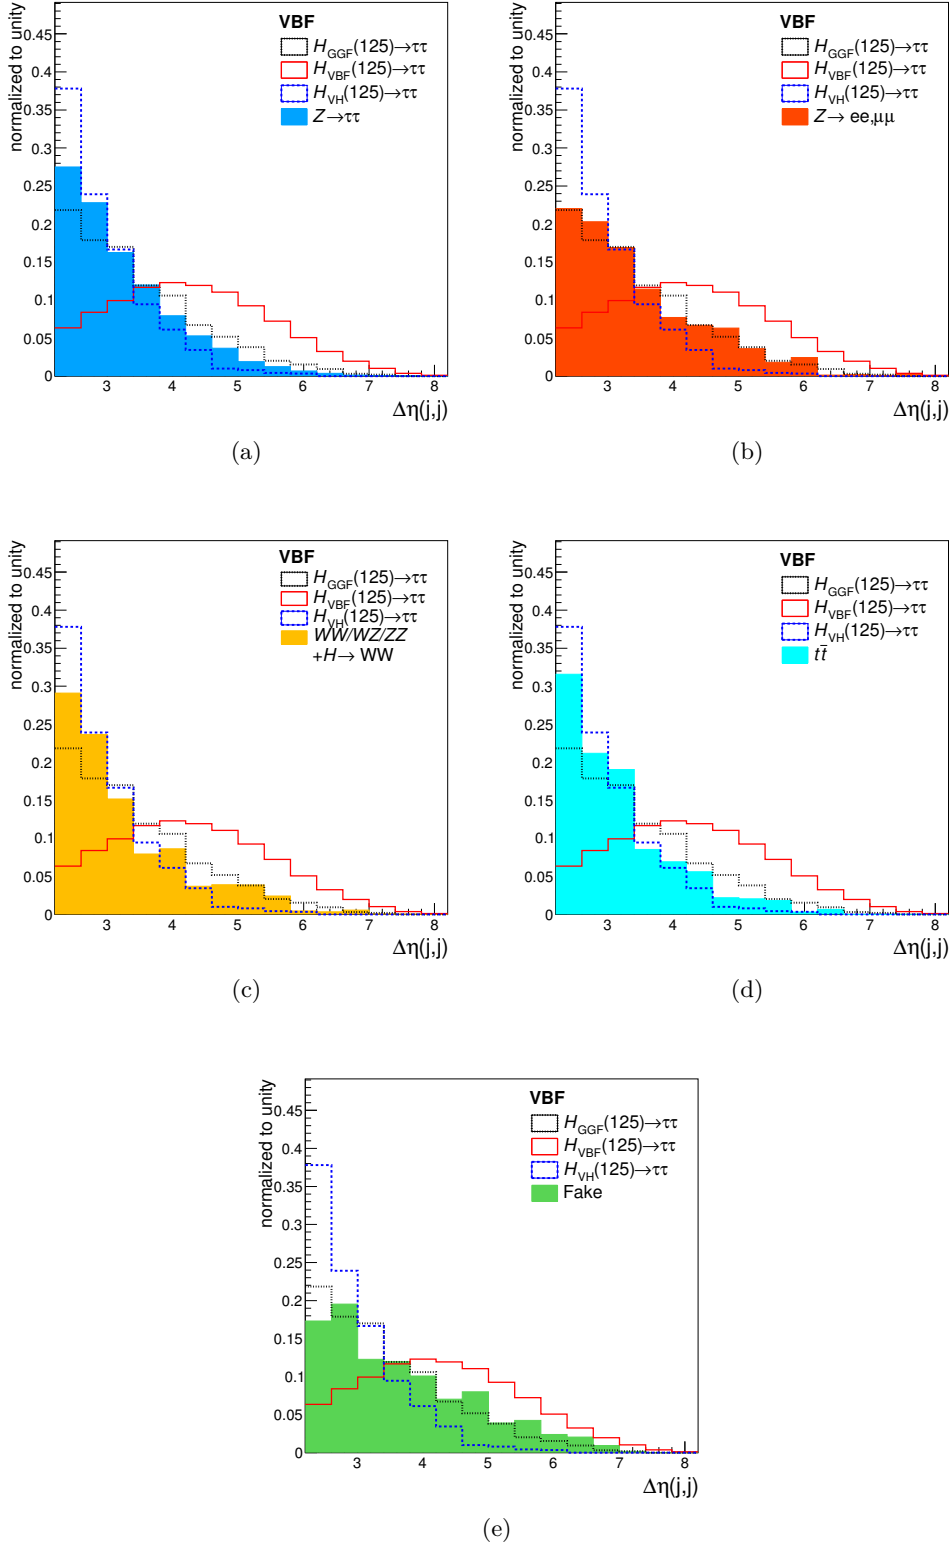 normalized to unity
VBF
H_GGF(125)→ττ
H_VBF(125)→ττ
H_VH(125)→ττ
Z→ττ
0.45
0.4
0.35
0.3
0.25
0.2
0.15
0.1
0.05
0
3 4 5 6 7 8
Δη(j,j)
(a)
normalized to unity
VBF
H_GGF(125)→ττ
H_VBF(125)→ττ
H_VH(125)→ττ
Z→ ee,μμ
0.45
0.4
0.35
0.3
0.25
0.2
0.15
0.1
0.05
0
3 4 5 6 7 8
Δη(j,j)
(b)
normalized to unity
VBF
H_GGF(125)→ττ
H_VBF(125)→ττ
H_VH(125)→ττ
WW/WZ/ZZ
+H→ WW
0.45
0.4
0.35
0.3
0.25
0.2
0.15
0.1
0.05
0
3 4 5 6 7 8
Δη(j,j)
(c)
normalized to unity
VBF
H_GGF(125)→ττ
H_VBF(125)→ττ
H_VH(125)→ττ
tt̄
0.45
0.4
0.35
0.3
0.25
0.2
0.15
0.1
0.05
0
3 4 5 6 7 8
Δη(j,j)
(d)
normalized to unity
VBF
H_GGF(125)→ττ
H_VBF(125)→ττ
H_VH(125)→ττ
Fake
0.45
0.4
0.35
0.3
0.25
0.2
0.15
0.1
0.05
0
3 4 5 6 7 8
Δη(j,j)
(e)